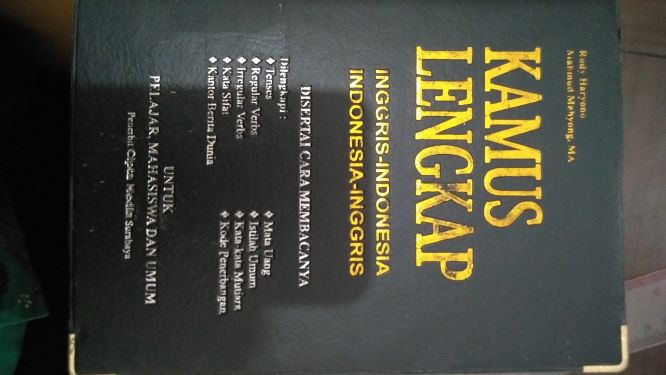 Rudy Haryono
Mahmud Mahyong, MA
KAMUS
LENGKAP
INGGRIS-INDONESIA
INDONESIA-INGGRIS
DISERTAI CARA MEMBACANYA
Dilengkapi :
◆ Tenses
◆ Regular Verbs
◆ Irregular Verbs
◆ Kata Sifat
◆ Kantor Berita Dunia
◆ Mata Uang
◆ Istilah Umum
◆ Kata-kata Mutiara
◆ Kode Penerbangan
UNTUK
PELAJAR, MAHASISWA DAN UMUM
Penerbit Cipta Media Surabaya